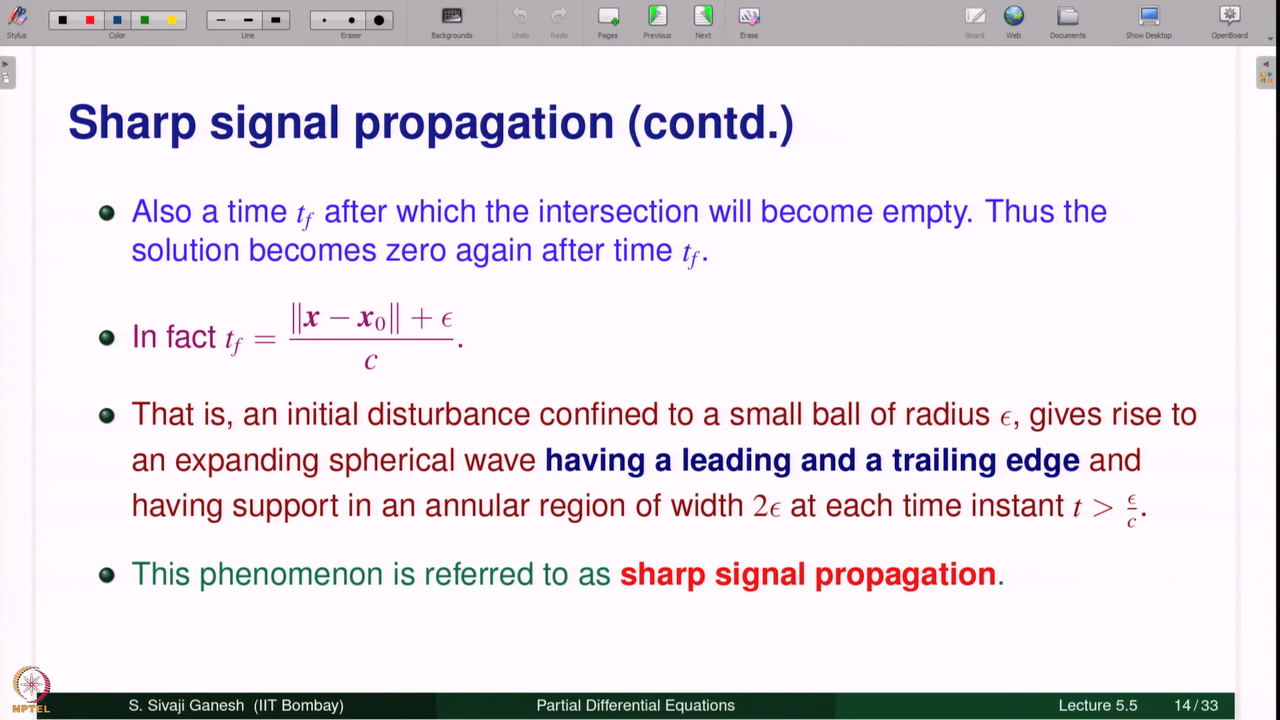 Stylus
Color
Line
Eraser
Backgrounds
Undo
Redo
Pages
Previous
Next
Erase
Board
Web
Documents
Show Desktop
OpenBoard
Sharp signal propagation (contd.)
Also a time t_f after which the intersection will become empty. Thus the
solution becomes zero again after time t_f.
In fact t_f = (‖x − x₀‖ + ϵ) / c.
That is, an initial disturbance confined to a small ball of radius ϵ, gives rise to
an expanding spherical wave having a leading and a trailing edge and
having support in an annular region of width 2ϵ at each time instant t > ϵ/c.
This phenomenon is referred to as sharp signal propagation.
NPTEL
S. Sivaji Ganesh (IIT Bombay)
Partial Differential Equations
Lecture 5.5
14/33